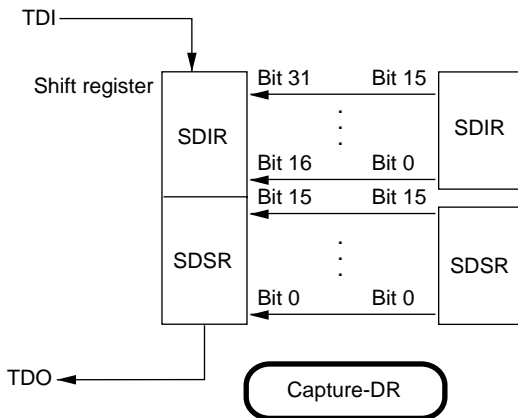 TDI
Shift register
Bit 31 Bit 15
SDIR
SDIR
Bit 16 Bit 0
Bit 15 Bit 15
SDSR
SDSR
Bit 0 Bit 0
TDO
Capture-DR